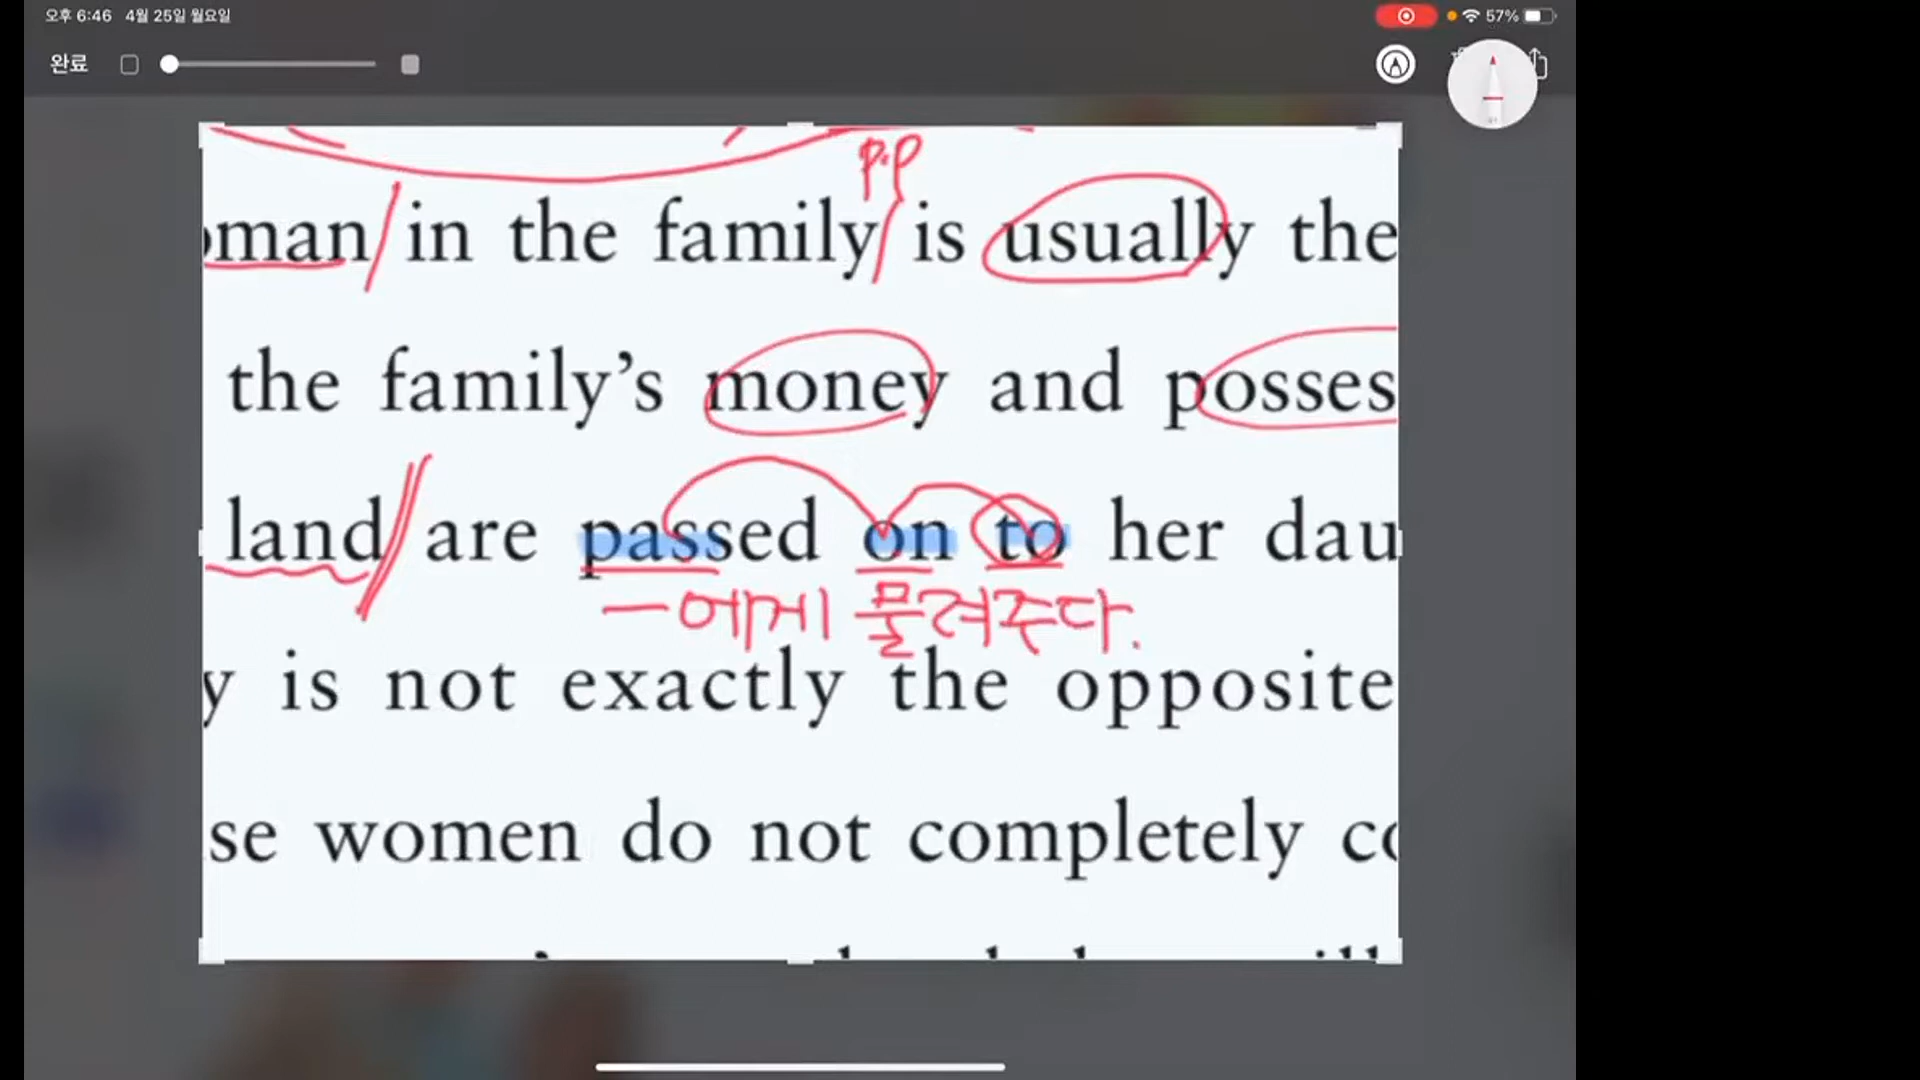 오후 6:46 4월 25일 월요일
57%
완료
p.p
man in the family is usually the
the family's money and posses
land are passed on to her dau
~에게 물려주다.
y is not exactly the opposite
se women do not completely co